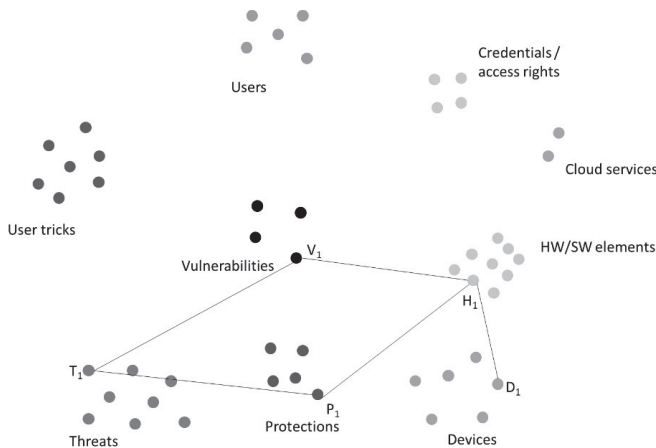 Users
Credentials /
access rights
Cloud services
User tricks
HW/SW elements
Vulnerabilities
V1
H1
T1
P1
D1
Threats
Protections
Devices